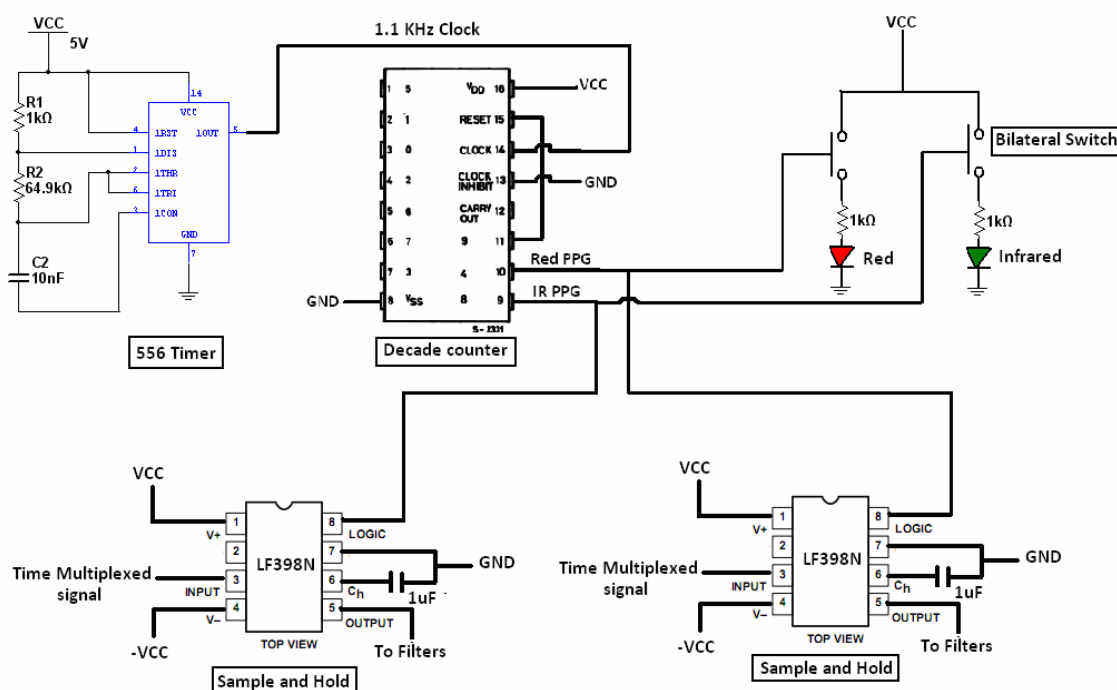 VCC
5V
R1
1kΩ
R2
64.9kΩ
C2
10nF
14
VCC
4 1RST 1OUT 5
1 1DIS
2 1THR
6 1TRI
3 1CON
GND
7
556 Timer
1.1 KHz Clock
1 5 VDD 16
2 1 RESET 15
3 0 CLOCK 14
4 2 CLOCK INHIBIT 13
5 6 CARRY OUT 12
6 7 9 11
7 3 4 10
8 VSS 8 9
S-2331
VCC
GND
GND
Decade counter
Red PPG
IR PPG
VCC
Bilateral Switch
1kΩ
1kΩ
Red
Infrared
VCC
1 8
V+ LOGIC
2 LF398N 7
GND
Time Multiplexed signal
3 6
INPUT Ch
1uF
4 5
V– OUTPUT
-VCC
TOP VIEW
To Filters
Sample and Hold
VCC
1 8
V+ LOGIC
2 LF398N 7
GND
Time Multiplexed signal
3 6
INPUT Ch
1uF
4 5
V– OUTPUT
-VCC
TOP VIEW
To Filters
Sample and Hold